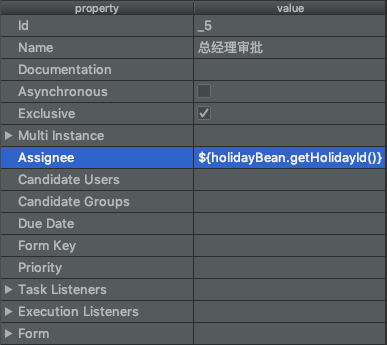 property value
Id _5
Name 总经理审批
Documentation
Asynchronous
Exclusive
Multi Instance
Assignee ${holidayBean.getHolidayId()}
Candidate Users
Candidate Groups
Due Date
Form Key
Priority
Task Listeners
Execution Listeners
Form